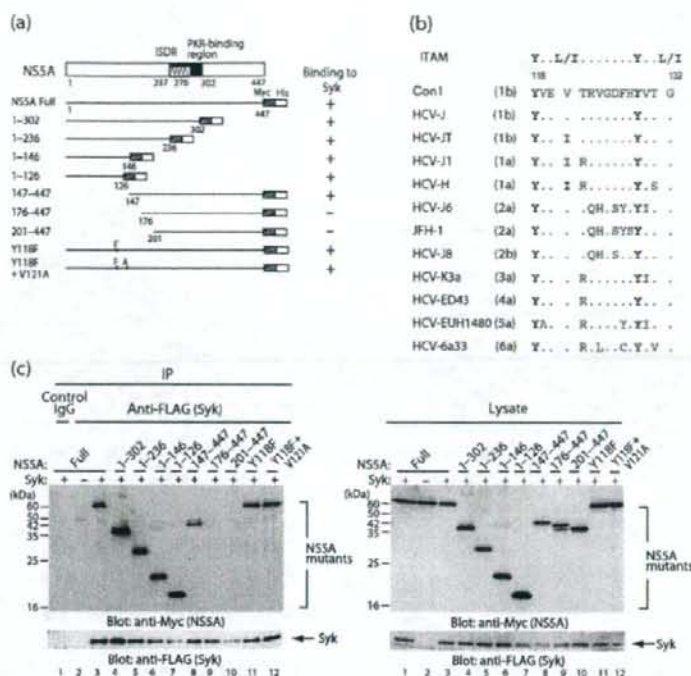 (a)
ISDR
PKR-binding
region
NS5A
1 237 276 302 447
Binding to
Syk
Myc His
NS5A Full 1 447 +
1–302 302 +
1–236 236 +
1–146 146 +
1–126 126 +
147–447 147 +
176–447 176 −
201–447 201 −
Y118F F +
Y118F
+ V121A F A +
(b)
ITAM Y..L/I.......Y..L/I
118 132
Con1 (1b) YVE V TRVGDFHYVT G
HCV-J (1b) Y.. . .......Y.. .
HCV-JT (1b) Y.. I .......Y.. .
HCV-J1 (1a) Y.. I R......Y.. .
HCV-H (1a) Y.. I R......Y.S .
HCV-J6 (2a) Y.. . ..QH.SY.YI. .
JFH-1 (2a) Y.. . ..QH.SYSYI. .
HCV-J8 (2b) Y.. . ..QH.S..Y.. .
HCV-K3a (3a) Y.. . R......YI. .
HCV-ED43 (4a) Y.. . R......Y.. .
HCV-EUH1480 (5a) YA. . R....Y.YI. .
HCV-6a33 (6a) Y.. . R.L..C.Y.V .
(c)
IP
Control
IgG
Anti-FLAG (Syk)
NS5A: Full 1–302 1–236 1–146 1–126 147–447 176–447 201–447 Y118F Y118F+
V121A
Syk: + − + + + + + + + + + +
(kDa)
60
50
42
35
25
16
NS5A
mutants
Blot: anti-Myc (NS5A)
Syk
Blot: anti-FLAG (Syk)
1 2 3 4 5 6 7 8 9 10 11 12
Lysate
NS5A: Full 1–302 1–236 1–146 1–126 147–447 176–447 201–447 Y118F Y118F+
V121A
Syk: + − + + + + + + + + + +
(kDa)
60
50
42
35
25
16
NS5A
mutants
Blot: anti-Myc (NS5A)
Syk
Blot: anti-FLAG (Syk)
1 2 3 4 5 6 7 8 9 10 11 12